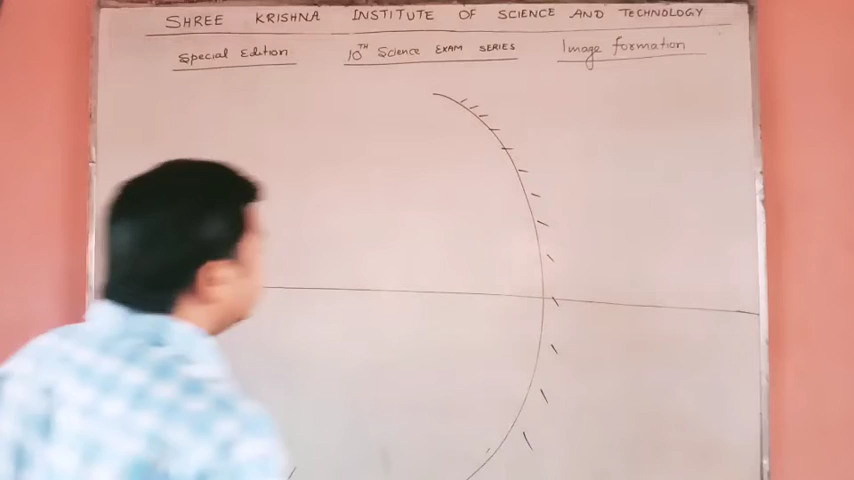 SHREE KRISHNA INSTITUTE OF SCIENCE AND TECHNOLOGY
Special Edition 10TH Science EXAM SERIES Image formation